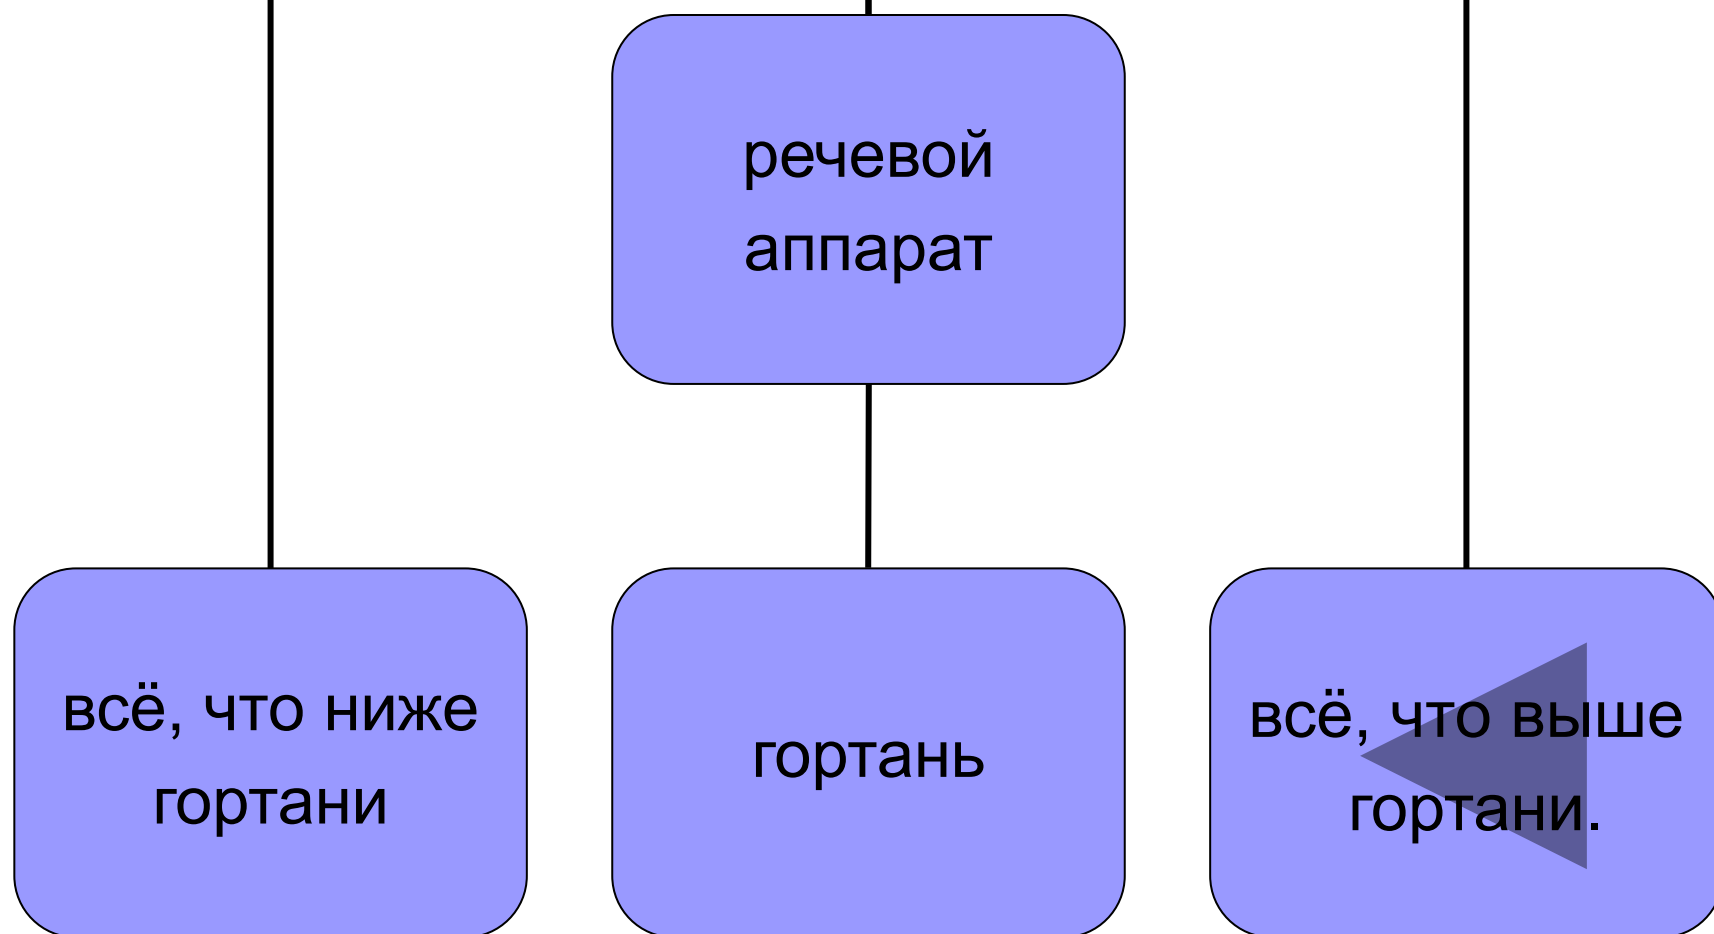 речевой
аппарат
всё, что ниже
гортани
гортань
всё, что выше
гортани.